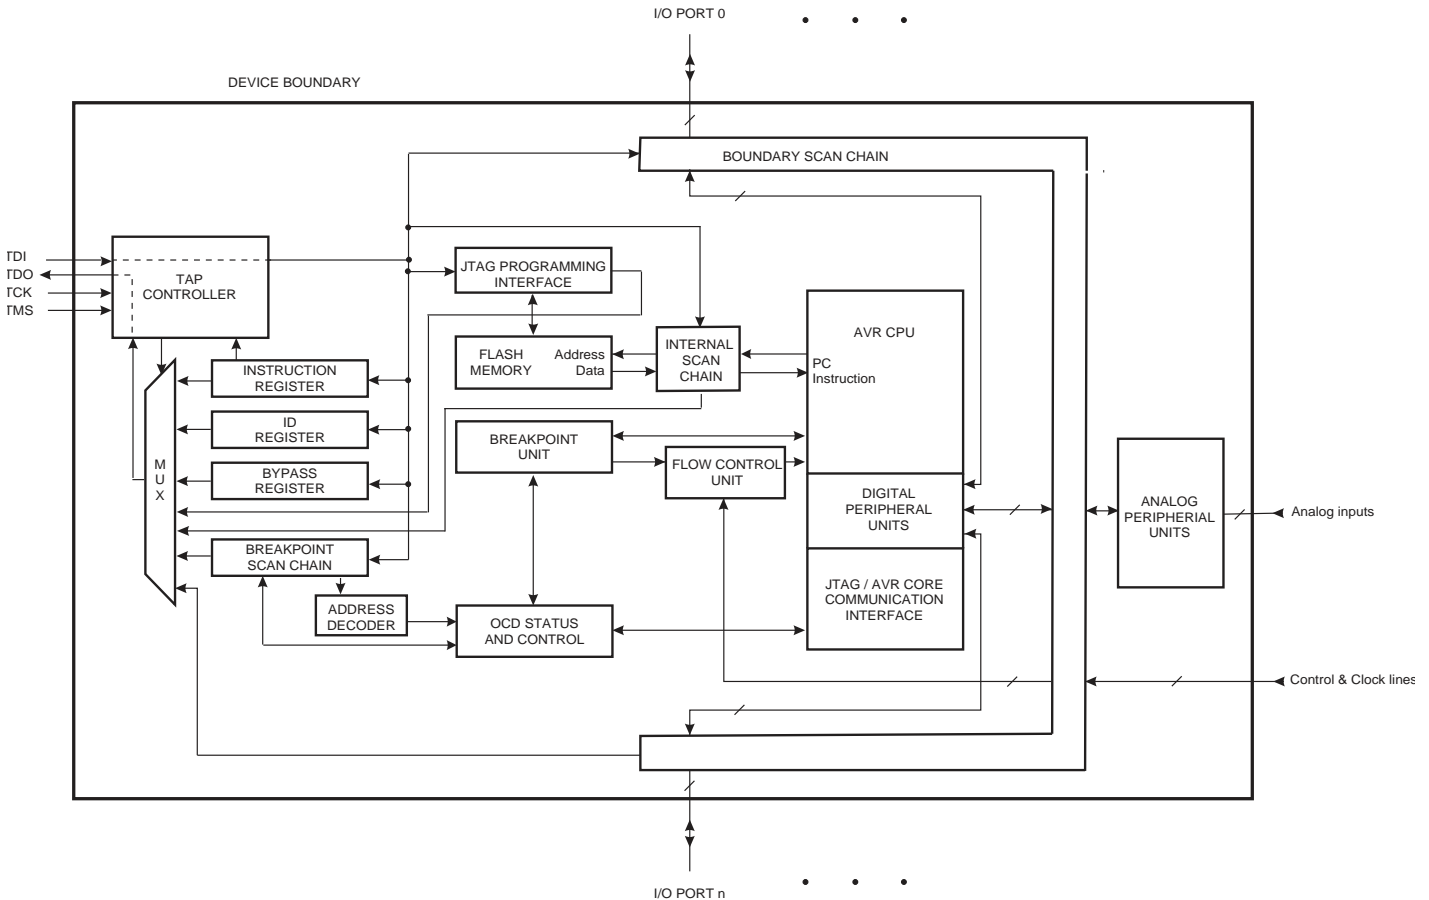 I/O PORT 0
DEVICE BOUNDARY
BOUNDARY SCAN CHAIN
TDI
TDO
TCK
TMS
TAP
CONTROLLER
JTAG PROGRAMMING
INTERFACE
AVR CPU
FLASH
MEMORY
Address
Data
INTERNAL
SCAN
CHAIN
PC
Instruction
INSTRUCTION
REGISTER
ID
REGISTER
M
U
X
BYPASS
REGISTER
BREAKPOINT
UNIT
FLOW CONTROL
UNIT
DIGITAL
PERIPHERAL
UNITS
ANALOG
PERIPHERIAL
UNITS
Analog inputs
BREAKPOINT
SCAN CHAIN
JTAG / AVR CORE
COMMUNICATION
INTERFACE
ADDRESS
DECODER
OCD STATUS
AND CONTROL
Control & Clock lines
I/O PORT n